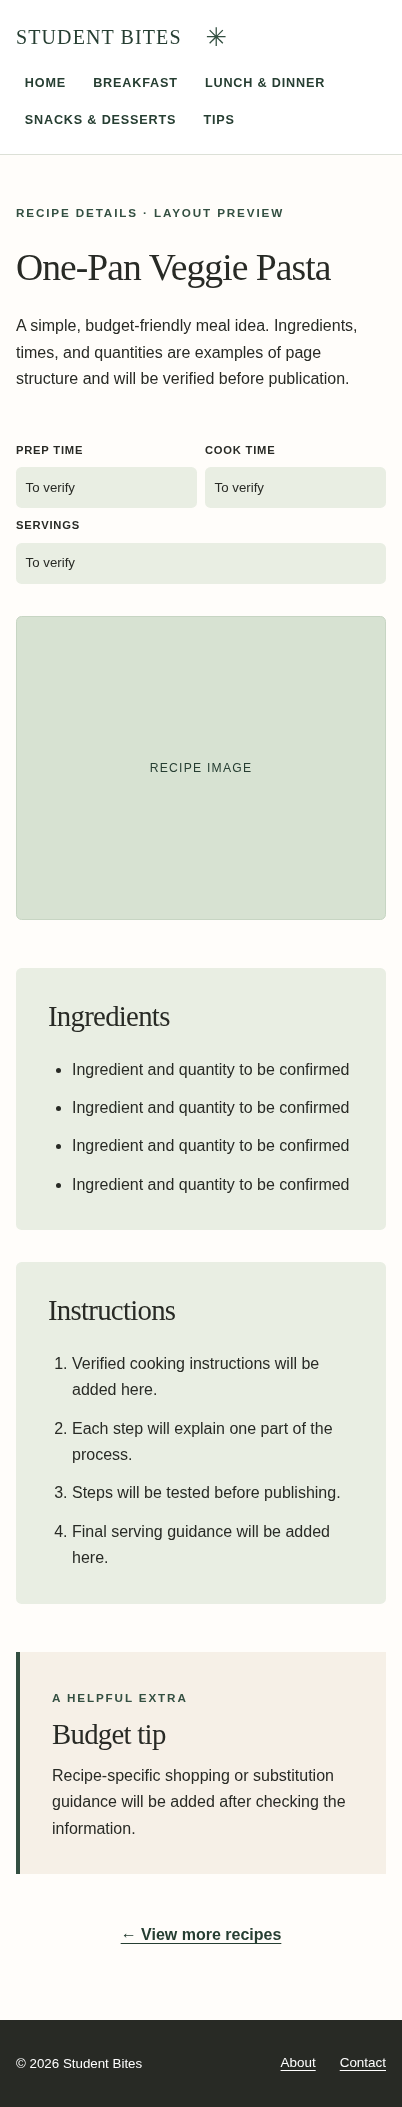 STUDENT BITES ✳
HOME BREAKFAST LUNCH & DINNER
SNACKS & DESSERTS TIPS
RECIPE DETAILS · LAYOUT PREVIEW
One-Pan Veggie Pasta
A simple, budget-friendly meal idea. Ingredients,
times, and quantities are examples of page
structure and will be verified before publication.
PREP TIME COOK TIME
To verify To verify
SERVINGS
To verify
RECIPE IMAGE
Ingredients
• Ingredient and quantity to be confirmed
• Ingredient and quantity to be confirmed
• Ingredient and quantity to be confirmed
• Ingredient and quantity to be confirmed
Instructions
1. Verified cooking instructions will be
added here.
2. Each step will explain one part of the
process.
3. Steps will be tested before publishing.
4. Final serving guidance will be added
here.
A HELPFUL EXTRA
Budget tip
Recipe-specific shopping or substitution
guidance will be added after checking the
information.
← View more recipes
© 2026 Student Bites About Contact